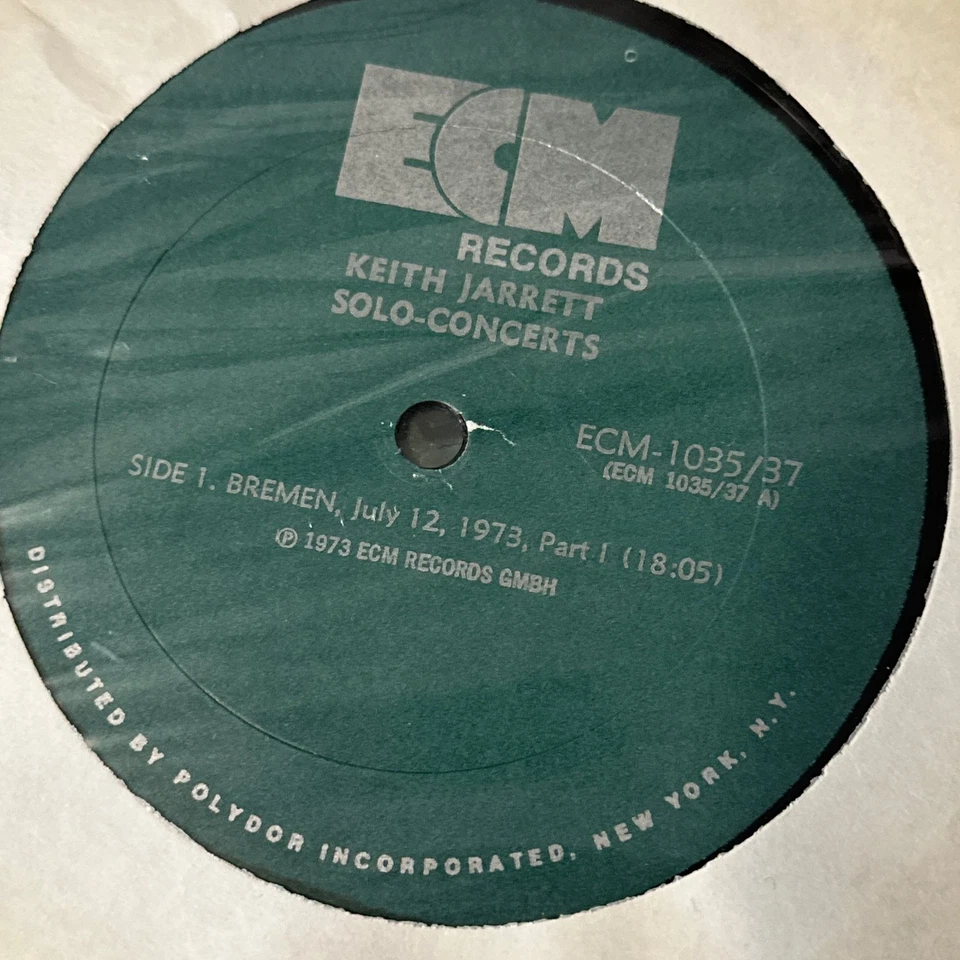 ECM
RECORDS
KEITH JARRETT
SOLO-CONCERTS
ECM-1035/37
(ECM 1035/37 A)
SIDE 1. BREMEN, July 12, 1973, Part I (18:05)
℗ 1973 ECM RECORDS GMBH
DISTRIBUTED BY POLYDOR INCORPORATED, NEW YORK, N.Y.